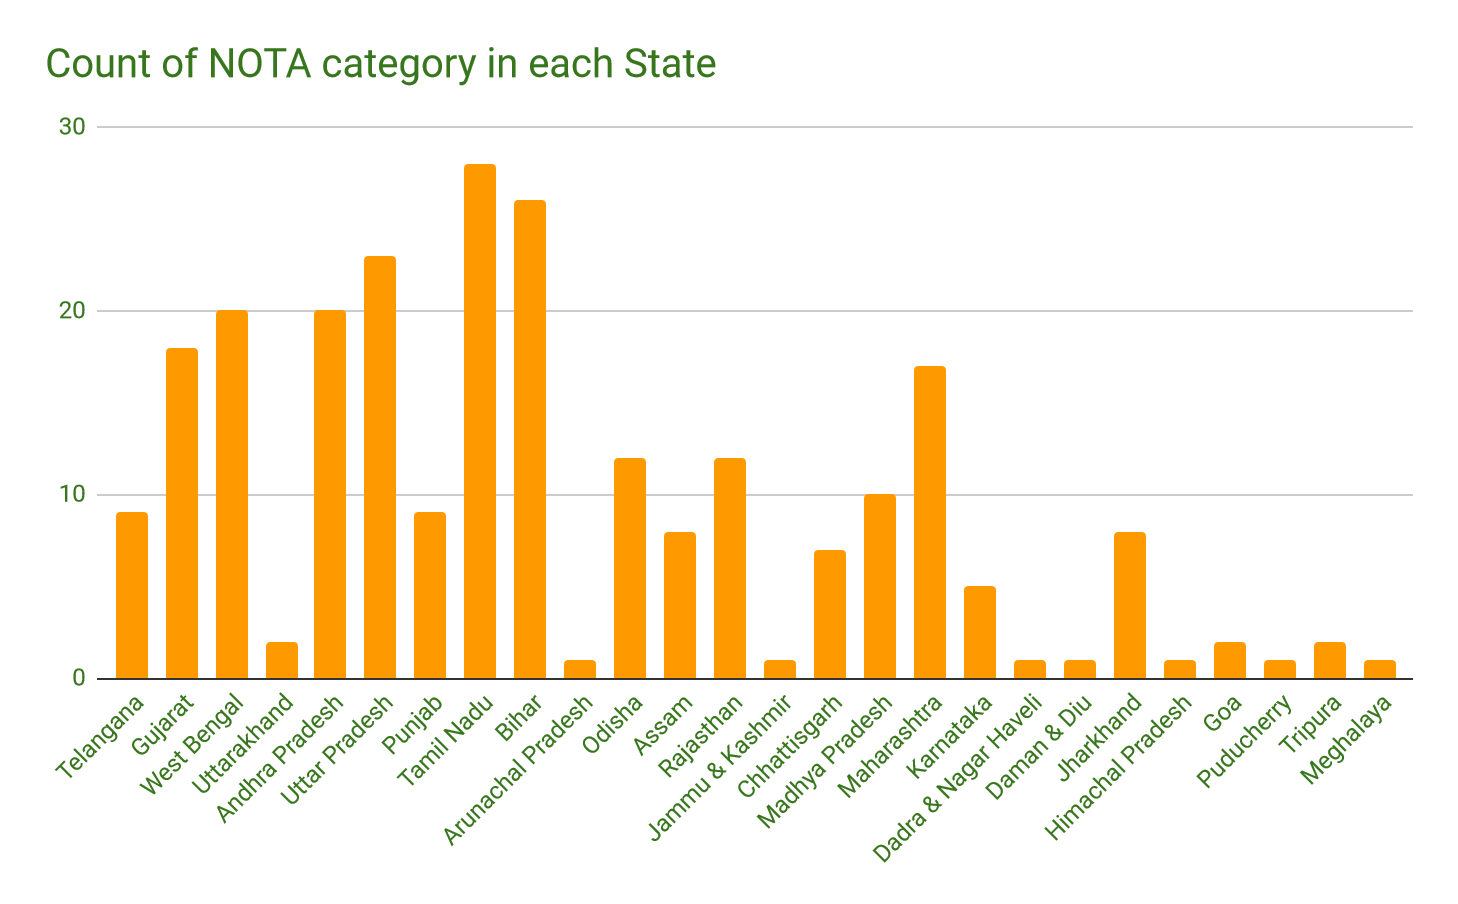 Count of NOTA category in each State
30
20
10
0
Telangana
Gujarat
West Bengal
Uttarakhand
Andhra Pradesh
Uttar Pradesh
Punjab
Tamil Nadu
Bihar
Arunachal Pradesh
Odisha
Assam
Rajasthan
Jammu & Kashmir
Chhattisgarh
Madhya Pradesh
Maharashtra
Karnataka
Dadra & Nagar Haveli
Daman & Diu
Jharkhand
Himachal Pradesh
Goa
Puducherry
Tripura
Meghalaya